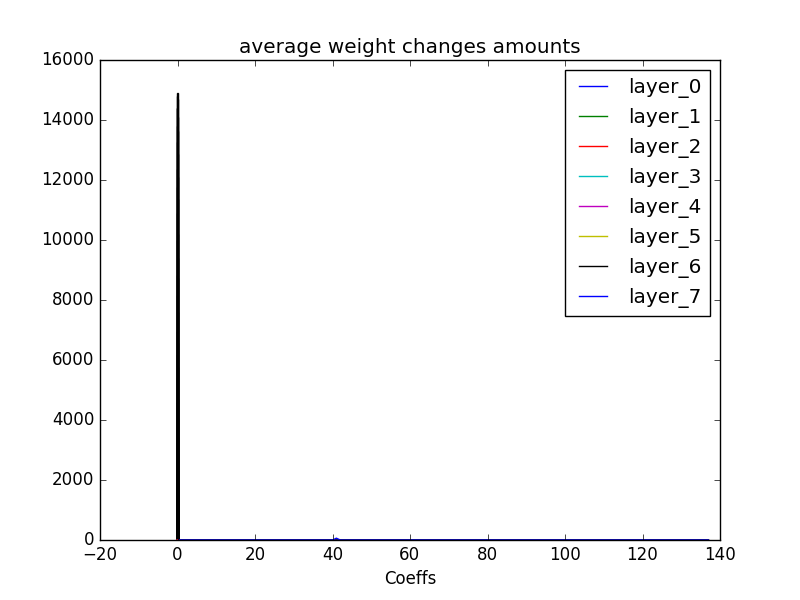 average weight changes amounts
16000
14000
12000
10000
8000
6000
4000
2000
0
−20 0 20 40 60 80 100 120 140
Coeffs
layer_0
layer_1
layer_2
layer_3
layer_4
layer_5
layer_6
layer_7